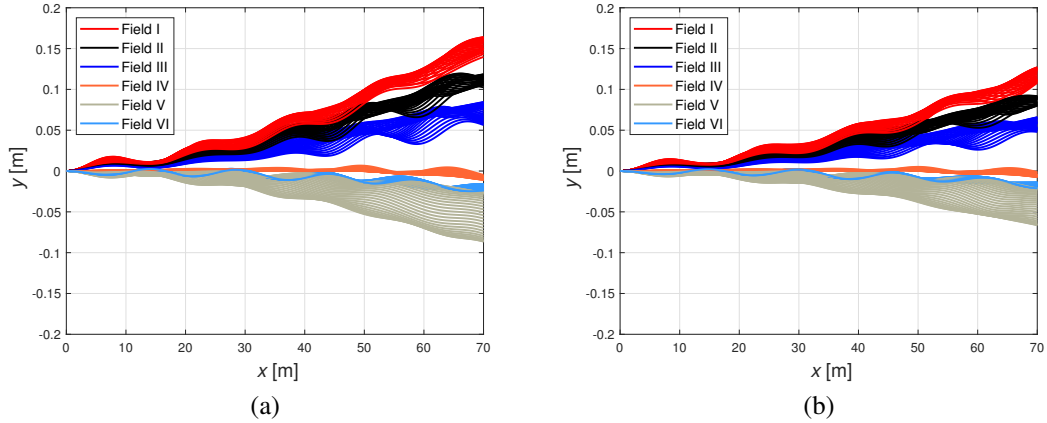 0.2
0.15
0.1
0.05
0
-0.05
-0.1
-0.15
-0.2
y [m]
0 10 20 30 40 50 60 70
x [m]
Field I
Field II
Field III
Field IV
Field V
Field VI
(a)
0.2
0.15
0.1
0.05
0
-0.05
-0.1
-0.15
-0.2
y [m]
0 10 20 30 40 50 60 70
x [m]
Field I
Field II
Field III
Field IV
Field V
Field VI
(b)